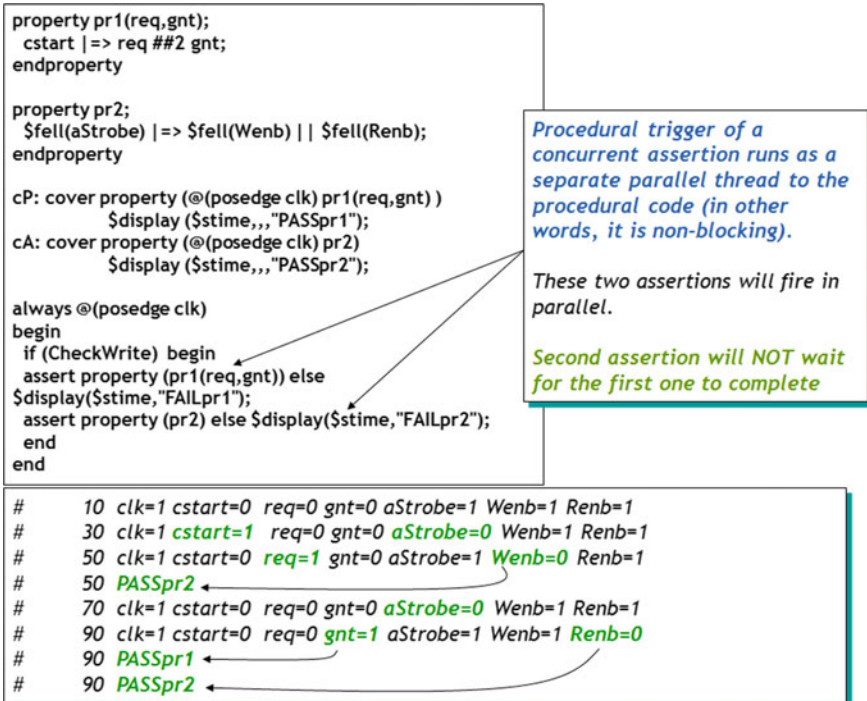 property pr1(req,gnt);
cstart |=> req ##2 gnt;
endproperty
property pr2;
$fell(aStrobe) |=> $fell(Wenb) || $fell(Renb);
endproperty
cP: cover property (@(posedge clk) pr1(req,gnt) )
$display ($stime,,,"PASSpr1");
cA: cover property (@(posedge clk) pr2)
$display ($stime,,,"PASSpr2");
always @(posedge clk)
begin
if (CheckWrite) begin
assert property (pr1(req,gnt)) else
$display($stime,"FAILpr1");
assert property (pr2) else $display($stime,"FAILpr2");
end
end
Procedural trigger of a
concurrent assertion runs as a
separate parallel thread to the
procedural code (in other
words, it is non-blocking).
These two assertions will fire in
parallel.
Second assertion will NOT wait
for the first one to complete
# 10 clk=1 cstart=0 req=0 gnt=0 aStrobe=1 Wenb=1 Renb=1
# 30 clk=1 cstart=1 req=0 gnt=0 aStrobe=0 Wenb=1 Renb=1
# 50 clk=1 cstart=0 req=1 gnt=0 aStrobe=1 Wenb=0 Renb=1
# 50 PASSpr2
# 70 clk=1 cstart=0 req=0 gnt=0 aStrobe=0 Wenb=1 Renb=1
# 90 clk=1 cstart=0 req=0 gnt=1 aStrobe=1 Wenb=1 Renb=0
# 90 PASSpr1
# 90 PASSpr2